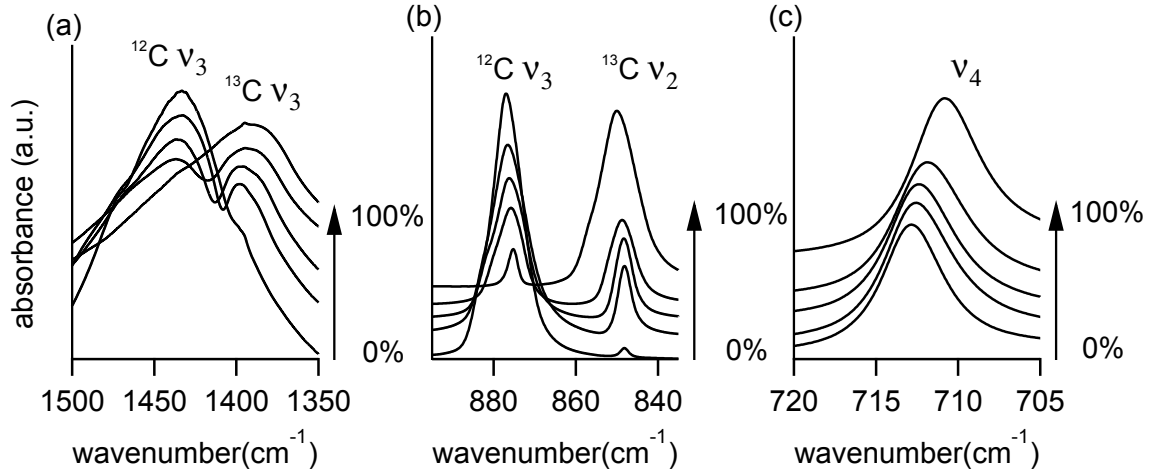 (a)
¹²C ν₃
¹³C ν₃
absorbance (a.u.)
100%
0%
1500 1450 1400 1350
wavenumber(cm⁻¹)
(b)
¹²C ν₃
¹³C ν₂
100%
0%
880 860 840
wavenumber(cm⁻¹)
(c)
ν₄
100%
0%
720 715 710 705
wavenumber(cm⁻¹)